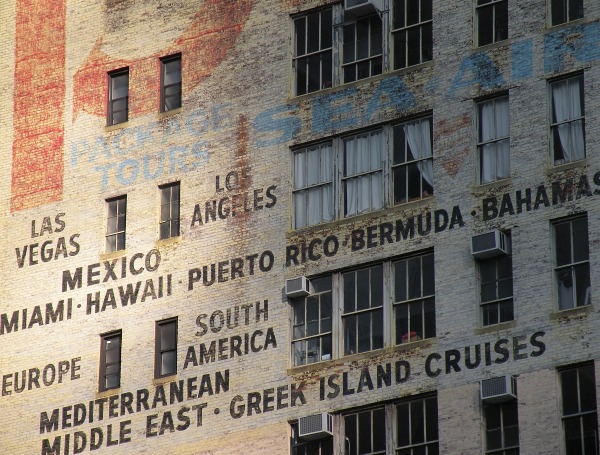 PACKAGE TOURS SEA·AIR
LAS VEGAS
LOS ANGELES
MEXICO
MIAMI·HAWAII·PUERTO RICO·BERMUDA·BAHAMAS
EUROPE
SOUTH AMERICA
MEDITERRANEAN
MIDDLE EAST·GREEK ISLAND CRUISES